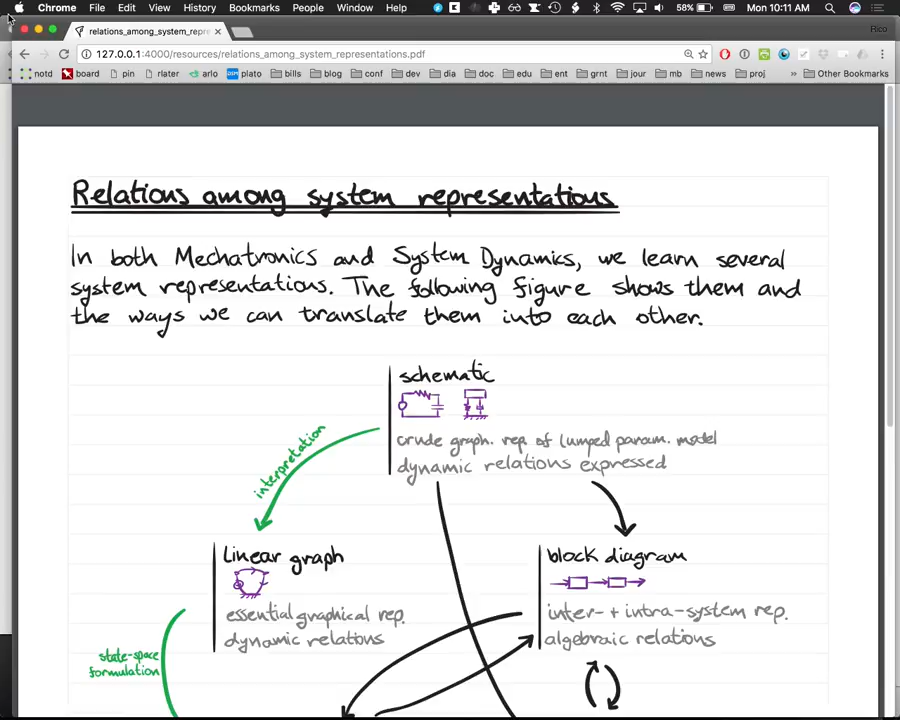 Chrome File Edit View History Bookmarks People Window Help 58% Mon 10:11 AM
relations_among_system_repre Rico
127.0.0.1:4000/resources/relations_among_system_representations.pdf
notd board pin rlater arlo plato bills blog conf dev dia doc edu ent grnt jour mb news proj » Other Bookmarks
Relations among system representations
In both Mechatronics and System Dynamics, we learn several
system representations. The following figure shows them and
the ways we can translate them into each other.
schematic
crude graph. rep. of lumped param. model
dynamic relations expressed
interpretation
linear graph
essential graphical rep.
dynamic relations
block diagram
inter- + intra-system rep.
algebraic relations
state-space
formulation